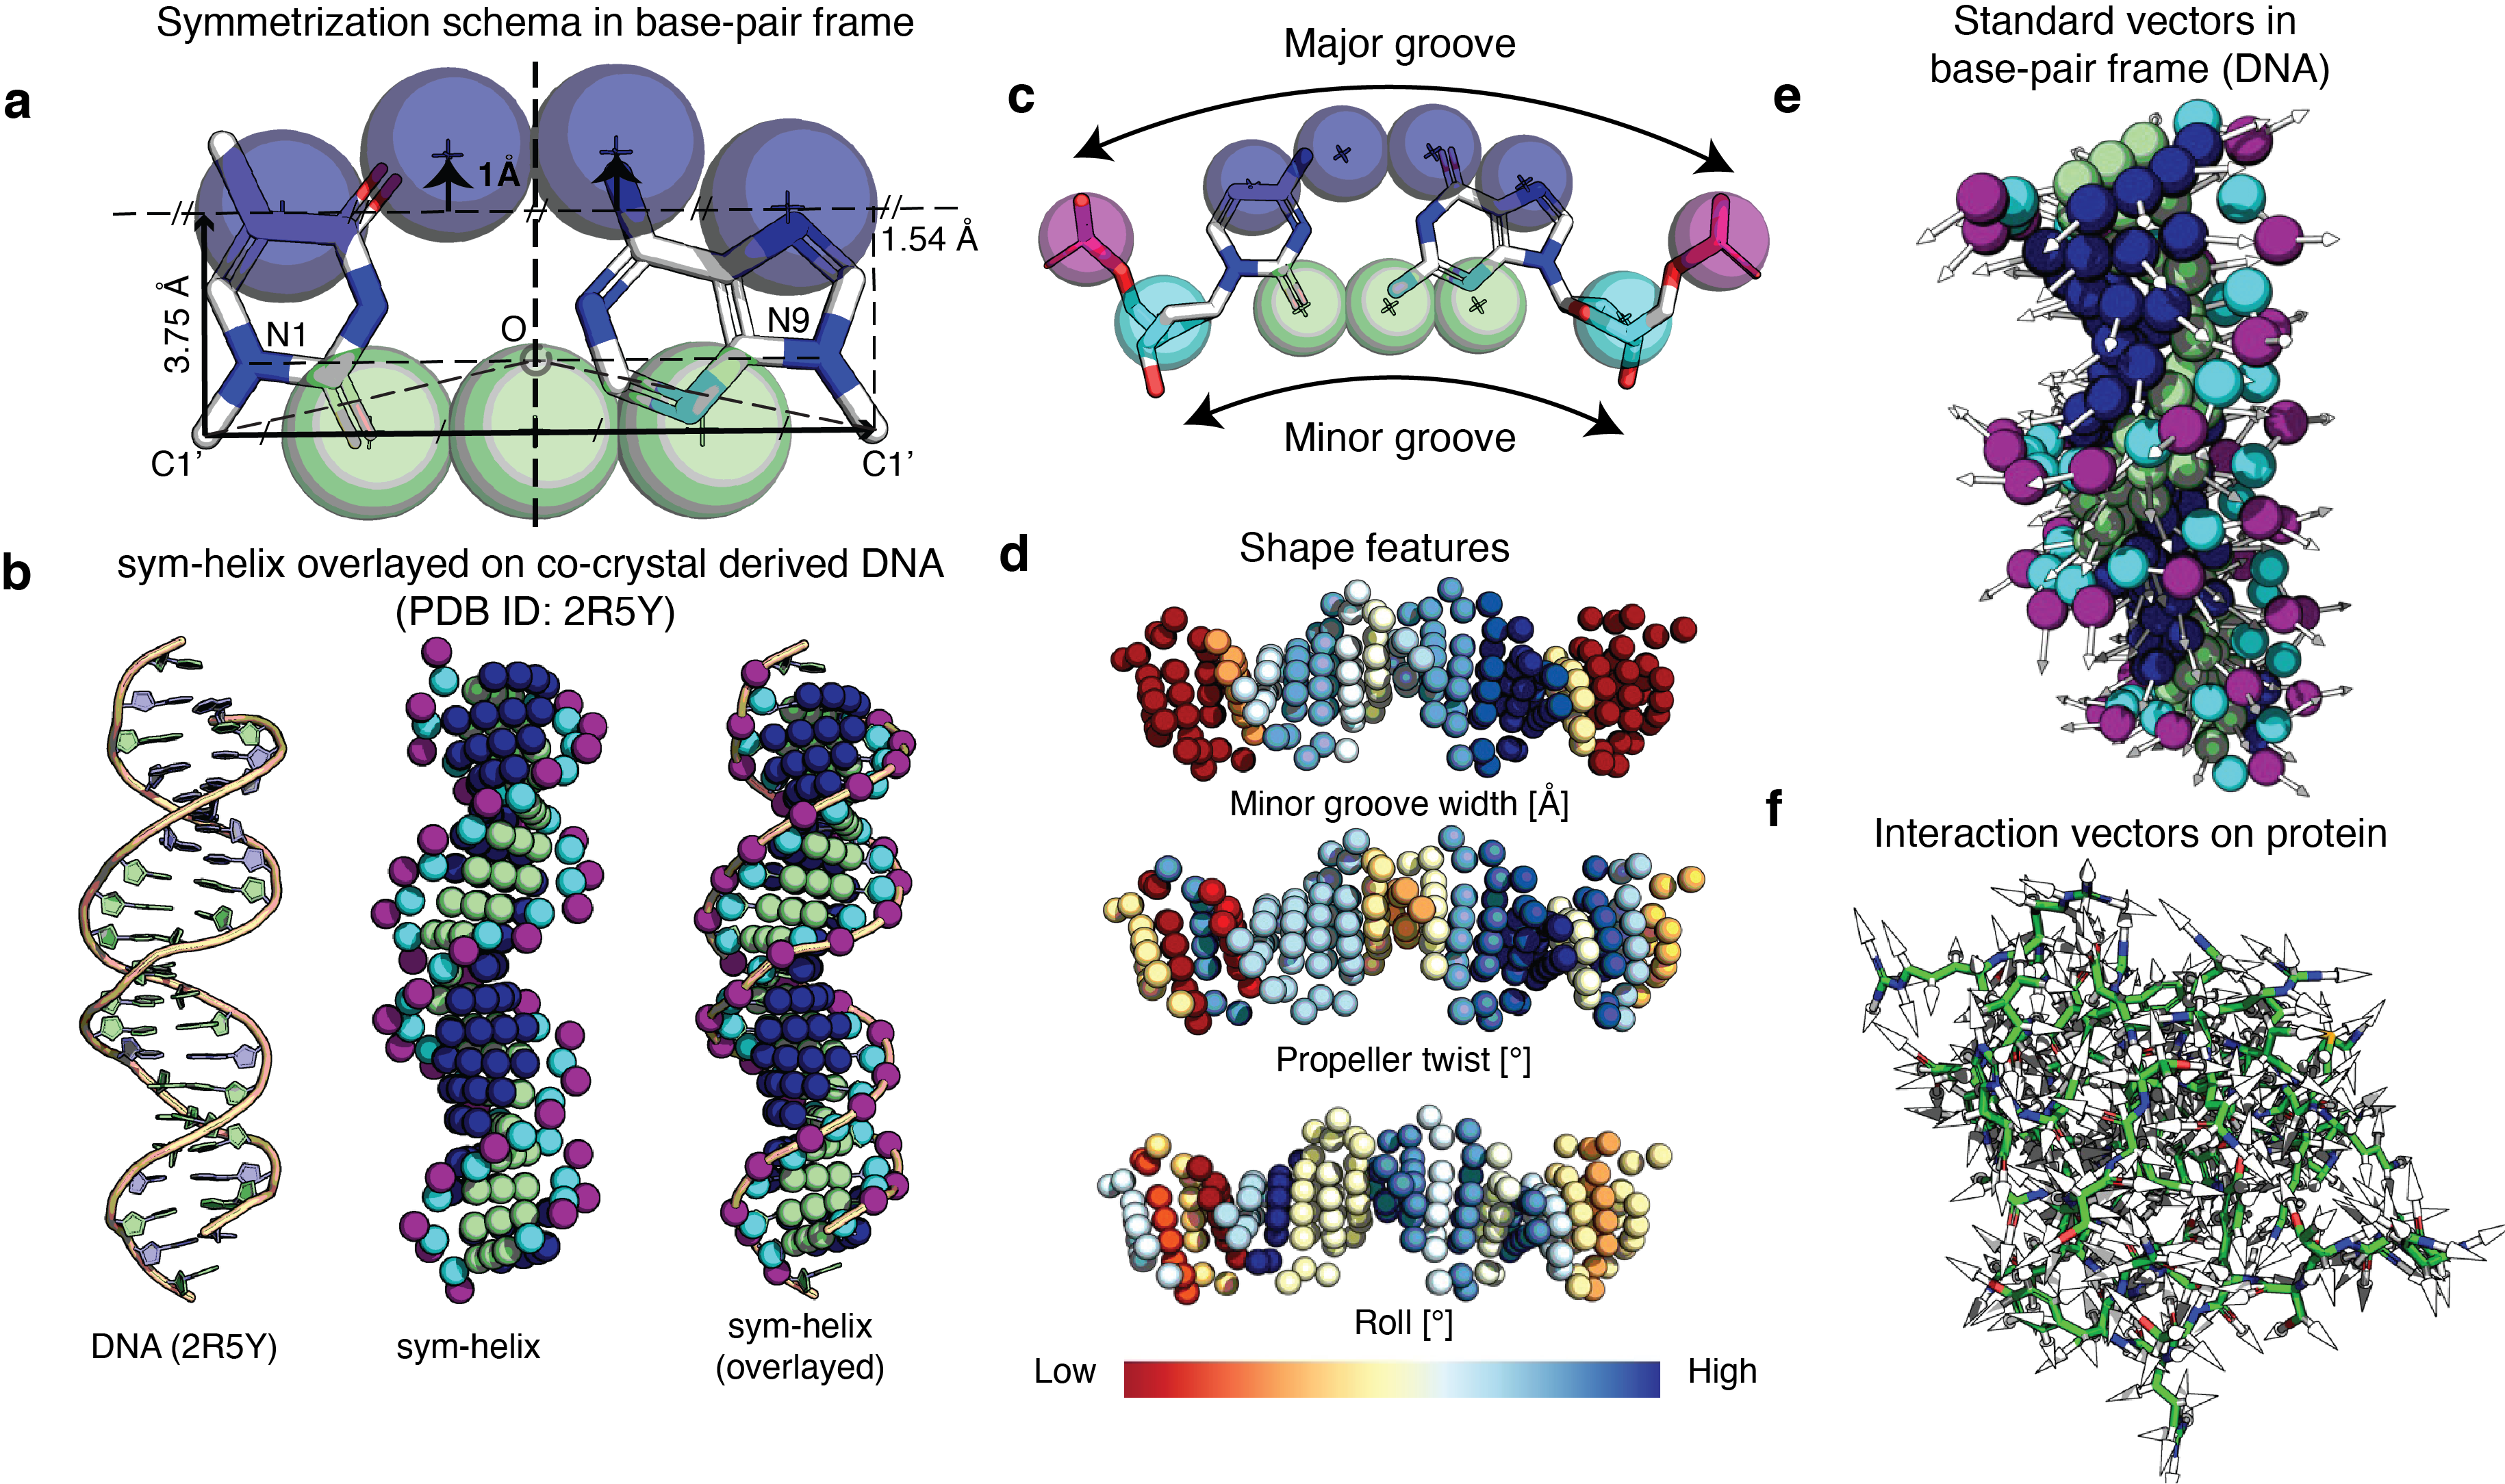 Symmetrization schema in base-pair frame
a
1Å
1.54 Å
3.75 Å
N1
O
N9
C1’
C1’
b
sym-helix overlayed on co-crystal derived DNA
(PDB ID: 2R5Y)
DNA (2R5Y)
sym-helix
sym-helix
(overlayed)
c
Major groove
Minor groove
d
Shape features
Minor groove width [Å]
Propeller twist [°]
Roll [°]
Low
High
e
Standard vectors in
base-pair frame (DNA)
f
Interaction vectors on protein